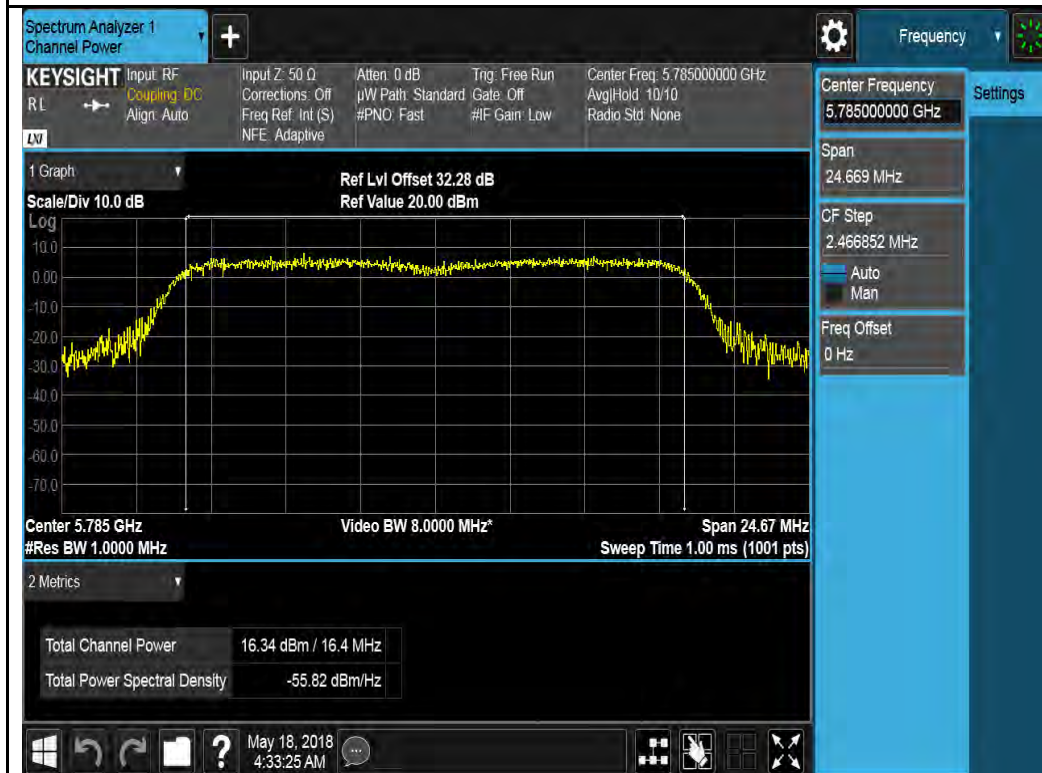 Spectrum Analyzer 1
Channel Power
+
Frequency
KEYSIGHT
RL
LXI
Input: RF
Coupling: DC
Align: Auto
Input Z: 50 Ω
Corrections: Off
Freq Ref: Int (S)
NFE: Adaptive
Atten: 0 dB
µW Path: Standard
#PNO: Fast
Trig: Free Run
Gate: Off
#IF Gain: Low
Center Freq: 5.785000000 GHz
Avg|Hold: 10/10
Radio Std: None
Center Frequency
5.785000000 GHz
Settings
Span
24.669 MHz
CF Step
2.466852 MHz
Auto
Man
Freq Offset
0 Hz
1 Graph
Scale/Div 10.0 dB
Ref Lvl Offset 32.28 dB
Ref Value 20.00 dBm
Log
10.0
0.00
-10.0
-20.0
-30.0
-40.0
-50.0
-60.0
-70.0
Center 5.785 GHz
#Res BW 1.0000 MHz
Video BW 8.0000 MHz*
Span 24.67 MHz
Sweep Time 1.00 ms (1001 pts)
2 Metrics
Total Channel Power 16.34 dBm / 16.4 MHz
Total Power Spectral Density -55.82 dBm/Hz
?
May 18, 2018
4:33:25 AM